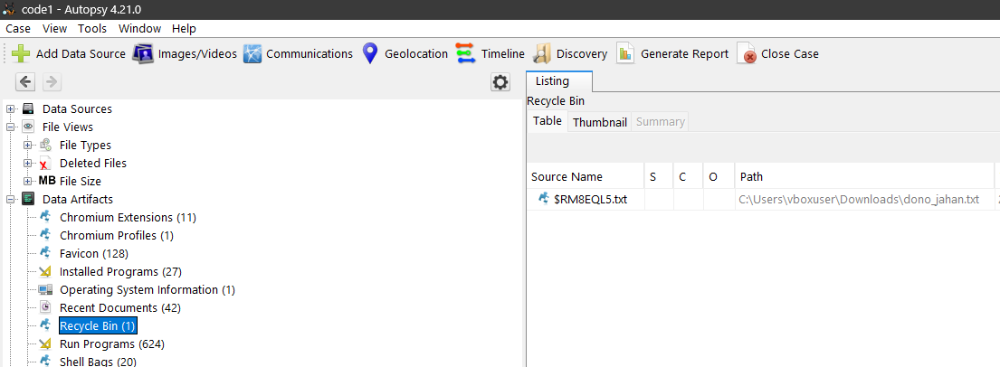 code1 - Autopsy 4.21.0
Case View Tools Window Help
Add Data Source Images/Videos Communications Geolocation Timeline Discovery Generate Report Close Case
Listing
Recycle Bin
Table Thumbnail Summary
Source Name S C O Path
$RM8EQL5.txt C:\Users\vboxuser\Downloads\dono_jahan.txt
Data Sources
File Views
File Types
Deleted Files
MB File Size
Data Artifacts
Chromium Extensions (11)
Chromium Profiles (1)
Favicon (128)
Installed Programs (27)
Operating System Information (1)
Recent Documents (42)
Recycle Bin (1)
Run Programs (624)
Shell Bags (20)